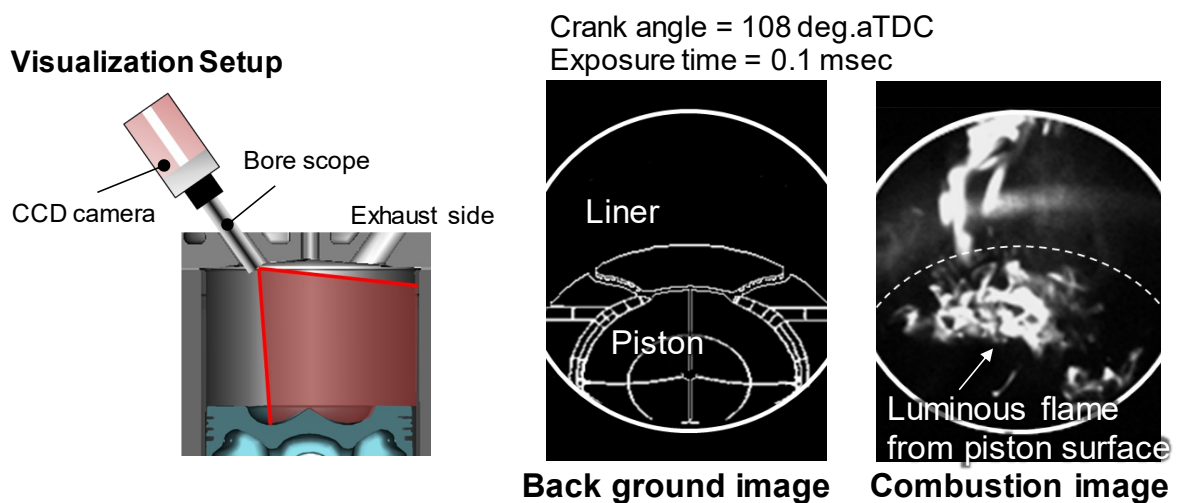 Crank angle = 108 deg.aTDC
Exposure time = 0.1 msec
Visualization Setup
Bore scope
CCD camera
Exhaust side
Liner
Piston
Luminous flame
from piston surface
Back ground image
Combustion image